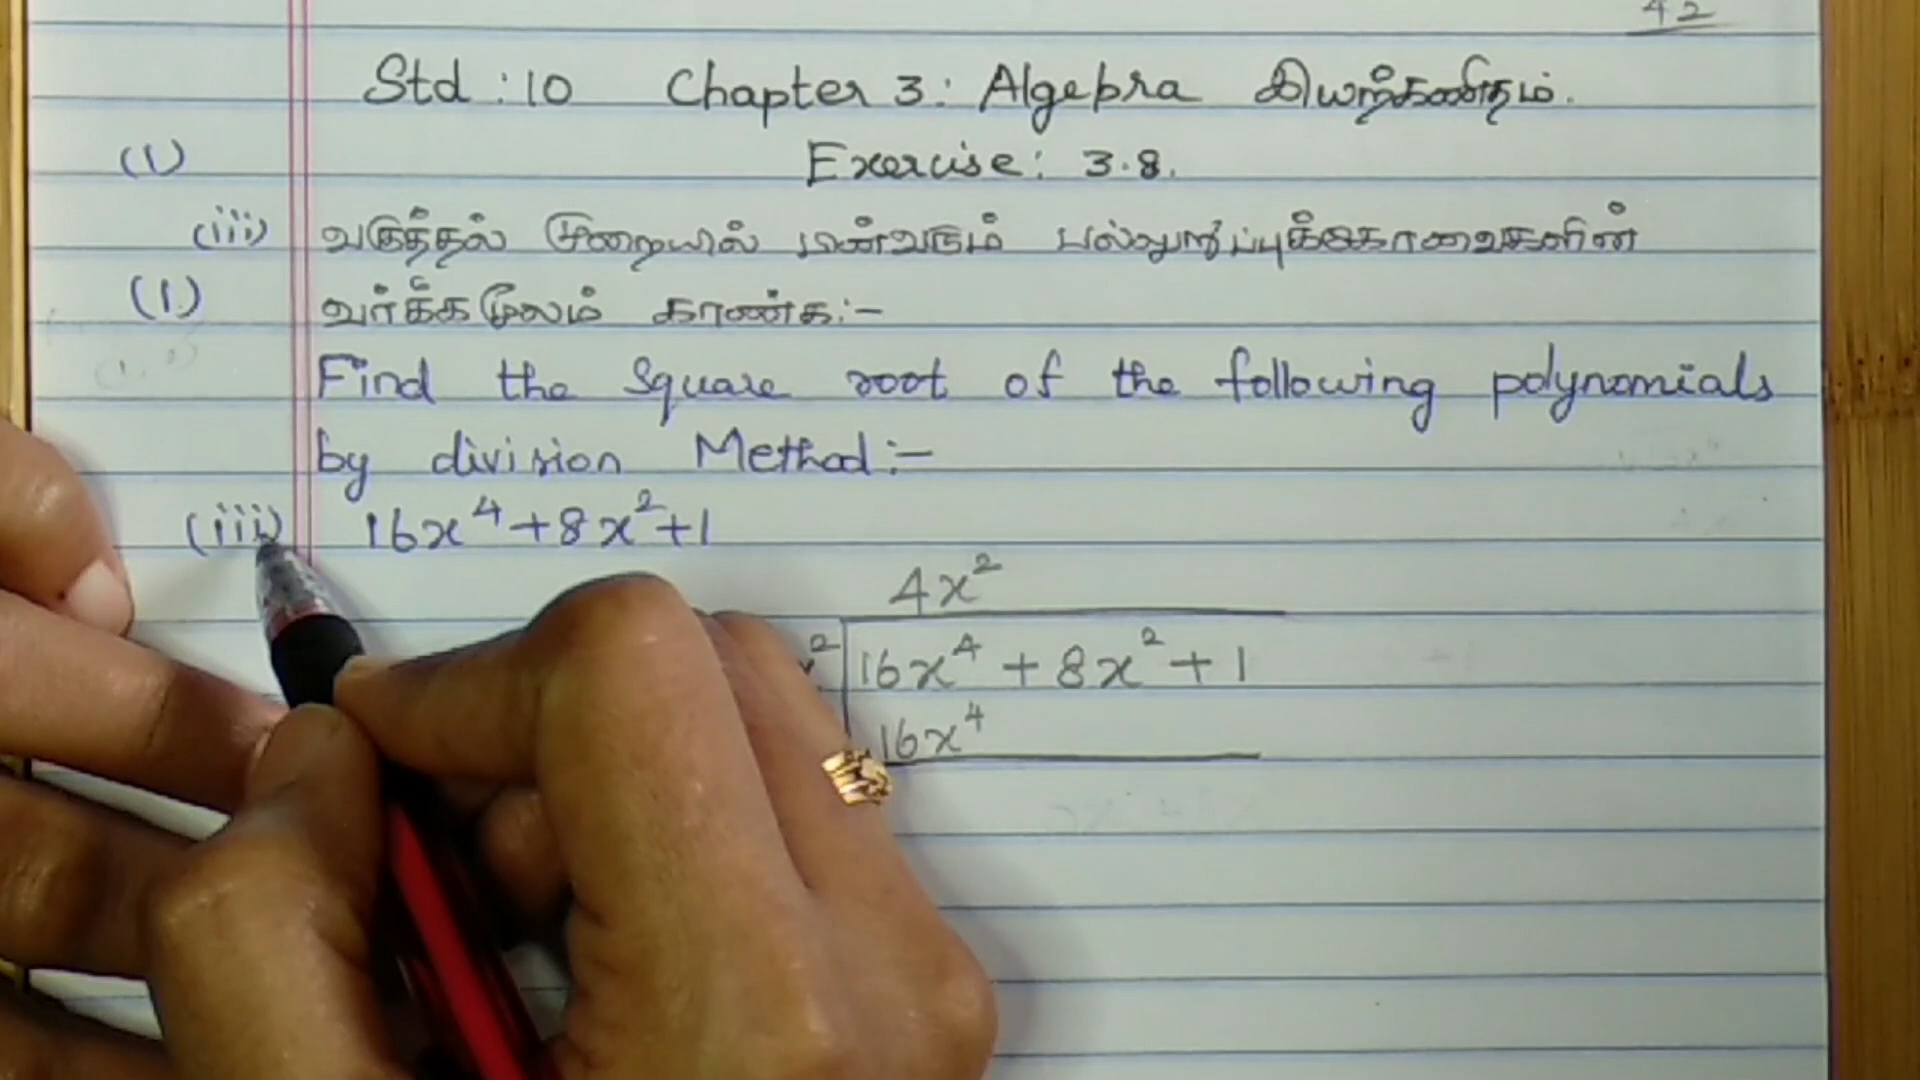 42
Std : 10 Chapter 3: Algebra இயற்கணிதம்.
(1) Exercise: 3.8.
(iii) வகுத்தல் முறையில் பின்வரும் பல்லுறுப்புக்கோவைகளின்
(1.) வர்க்கமூலம் காண்க:-
Find the square root of the following polynomials
by division Method:-
(iii) 16x⁴+8x²+1
4x²
16x⁴ + 8x² + 1
16x⁴